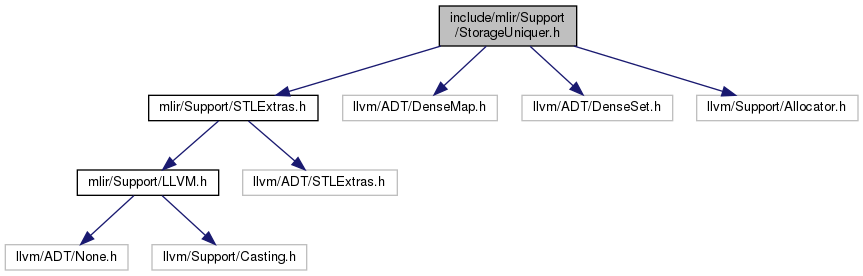 include/mlir/Support
/StorageUniquer.h
mlir/Support/STLExtras.h
llvm/ADT/DenseMap.h
llvm/ADT/DenseSet.h
llvm/Support/Allocator.h
mlir/Support/LLVM.h
llvm/ADT/STLExtras.h
llvm/ADT/None.h
llvm/Support/Casting.h